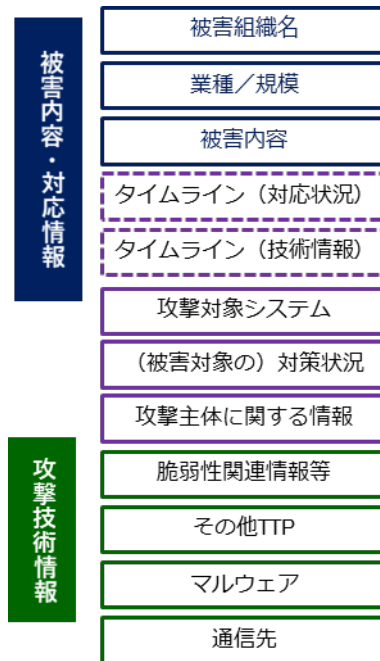 被害内容・対応情報
被害組織名
業種／規模
被害内容
タイムライン（対応状況）
タイムライン（技術情報）
攻撃対象システム
（被害対象の）対策状況
攻撃主体に関する情報
攻撃技術情報
脆弱性関連情報等
その他TTP
マルウェア
通信先